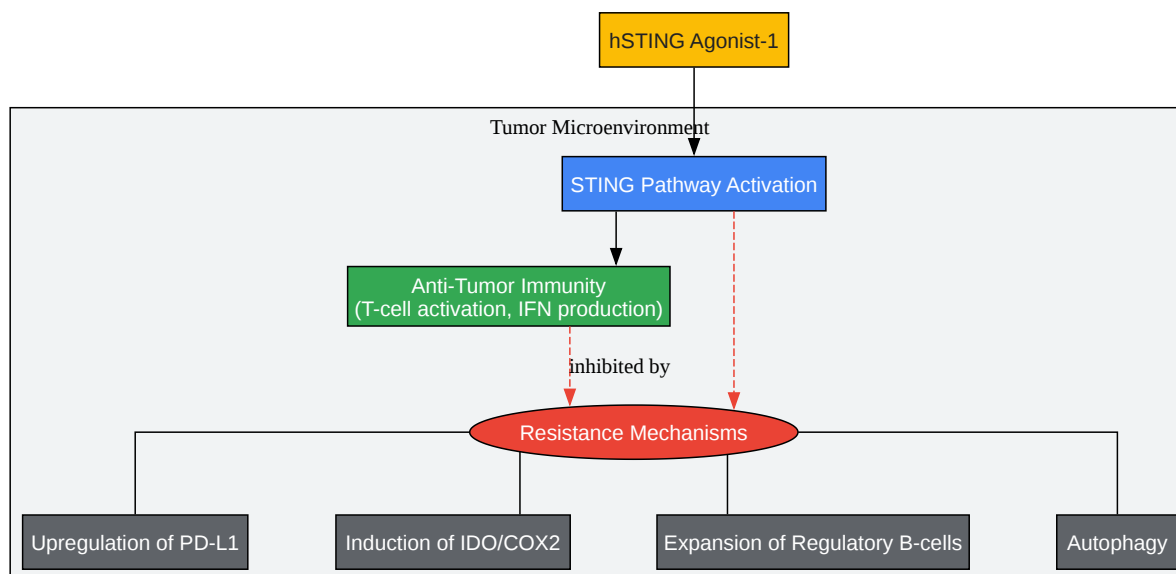 hSTING Agonist-1
Tumor Microenvironment
STING Pathway Activation
Anti-Tumor Immunity
(T-cell activation, IFN production)
inhibited by
Resistance Mechanisms
Upregulation of PD-L1
Induction of IDO/COX2
Expansion of Regulatory B-cells
Autophagy